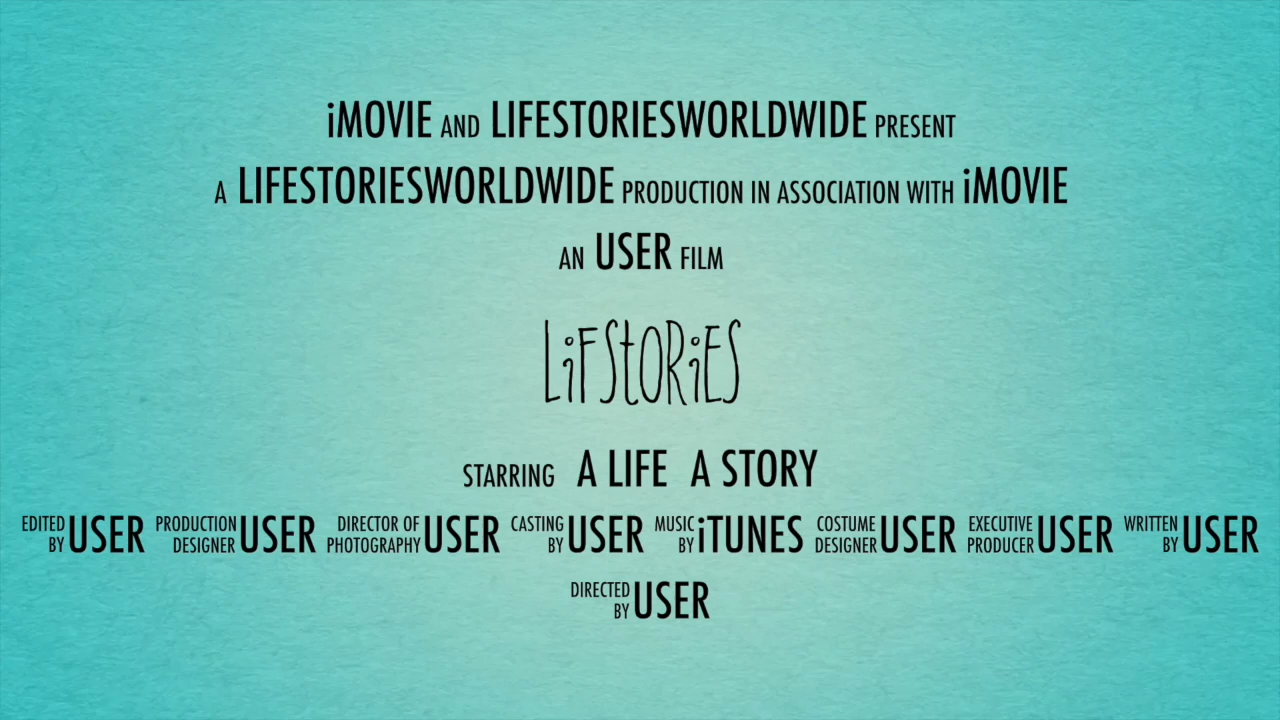 iMOVIE AND LIFESTORIESWORLDWIDE PRESENT
A LIFESTORIESWORLDWIDE PRODUCTION IN ASSOCIATION WITH iMOVIE
AN USER FILM
LiFStORiES
STARRING A LIFE A STORY
EDITED BY USER PRODUCTION DESIGNER USER DIRECTOR OF PHOTOGRAPHY USER CASTING BY USER MUSIC BY iTUNES COSTUME DESIGNER USER EXECUTIVE PRODUCER USER WRITTEN BY USER
DIRECTED BY USER